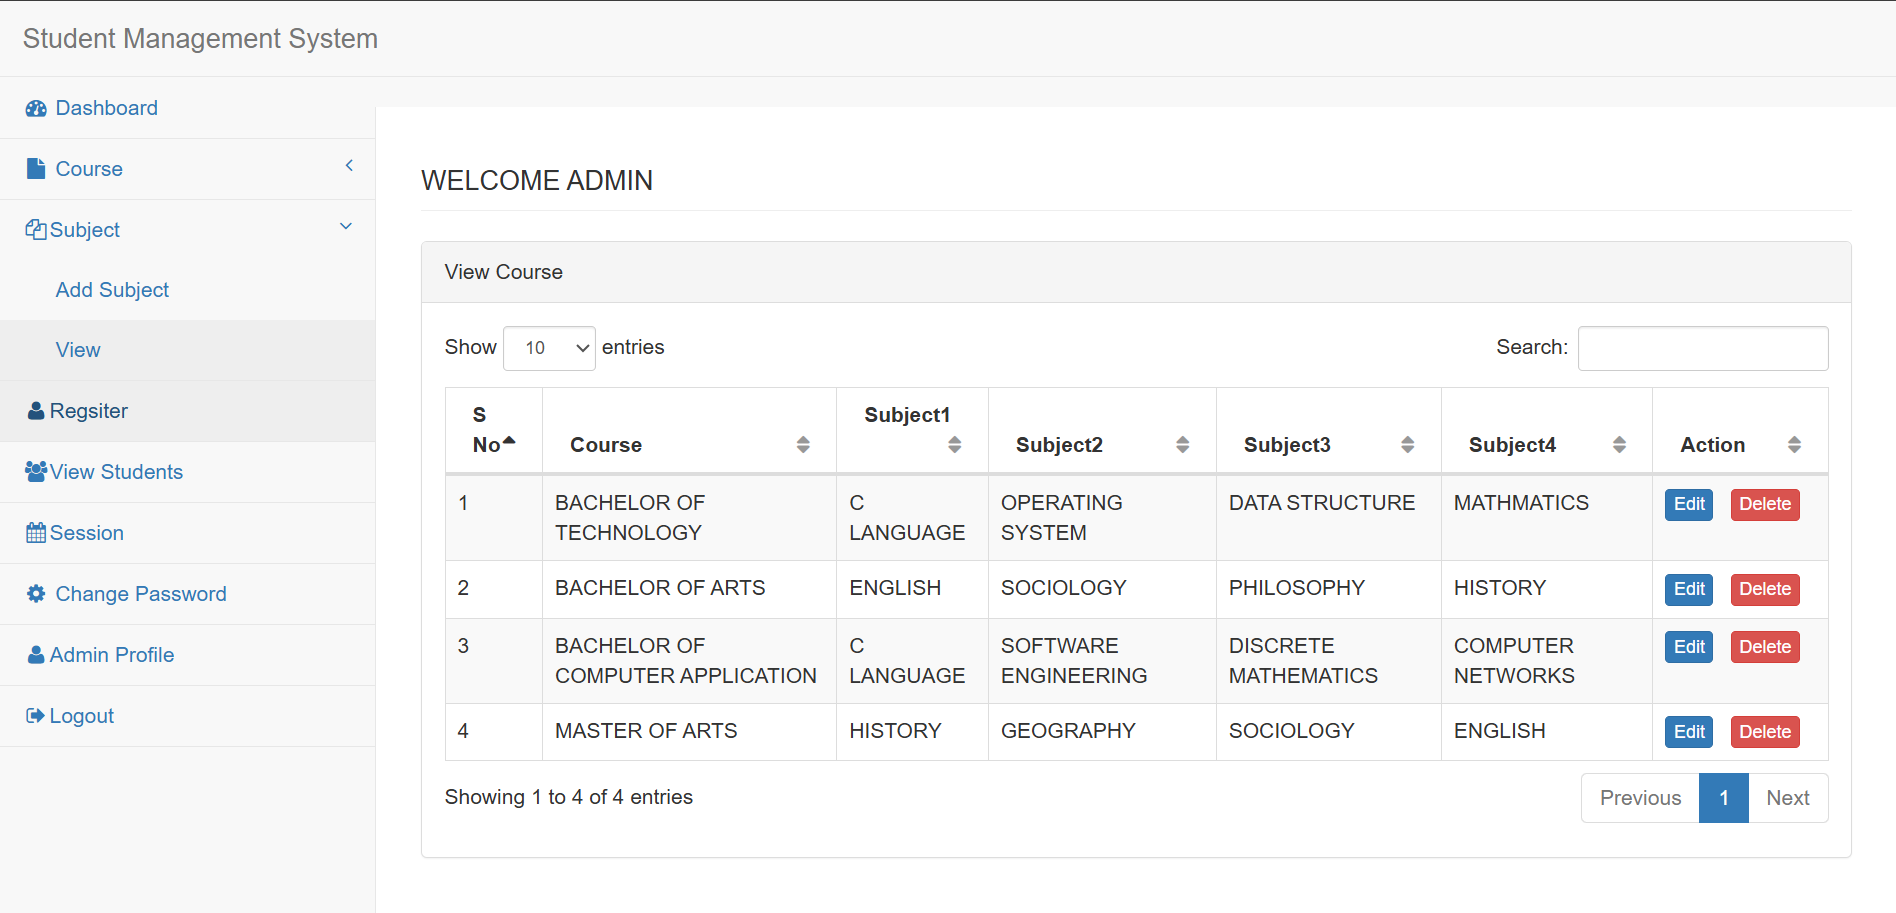 Student Management System
Dashboard
Course
Subject
Add Subject
View
Regsiter
View Students
Session
Change Password
Admin Profile
Logout
WELCOME ADMIN
View Course
Show 10 entries
Search:
S No Course Subject1 Subject2 Subject3 Subject4 Action
1 BACHELOR OF TECHNOLOGY C LANGUAGE OPERATING SYSTEM DATA STRUCTURE MATHMATICS Edit Delete
2 BACHELOR OF ARTS ENGLISH SOCIOLOGY PHILOSOPHY HISTORY Edit Delete
3 BACHELOR OF COMPUTER APPLICATION C LANGUAGE SOFTWARE ENGINEERING DISCRETE MATHEMATICS COMPUTER NETWORKS Edit Delete
4 MASTER OF ARTS HISTORY GEOGRAPHY SOCIOLOGY ENGLISH Edit Delete
Showing 1 to 4 of 4 entries
Previous 1 Next